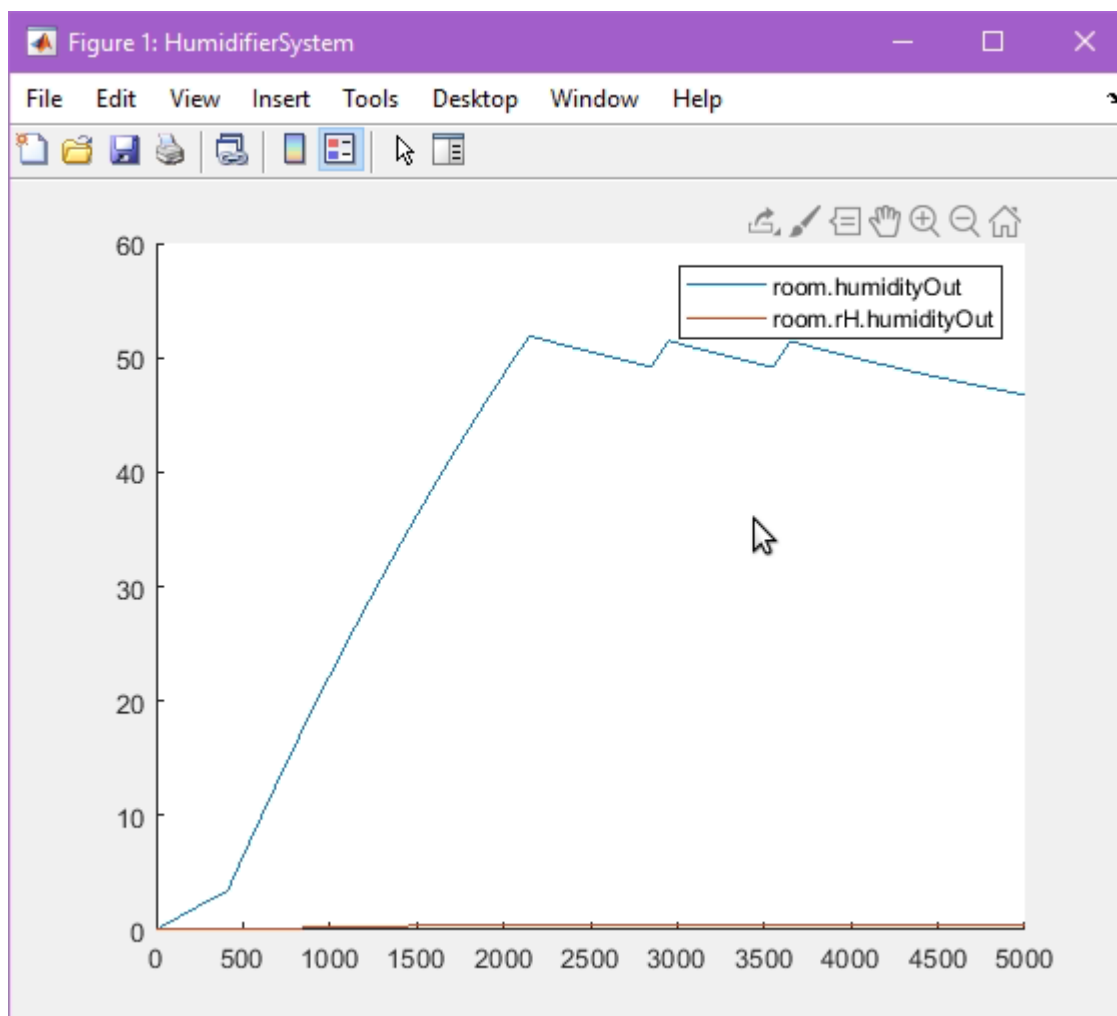 Figure 1: HumidifierSystem
File Edit View Insert Tools Desktop Window Help
60
50
40
30
20
10
0
room.humidityOut
room.rH.humidityOut
0 500 1000 1500 2000 2500 3000 3500 4000 4500 5000